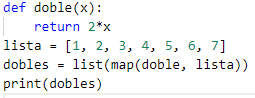 def doble(x):
    return 2*x
lista = [1, 2, 3, 4, 5, 6, 7]
dobles = list(map(doble, lista))
print(dobles)